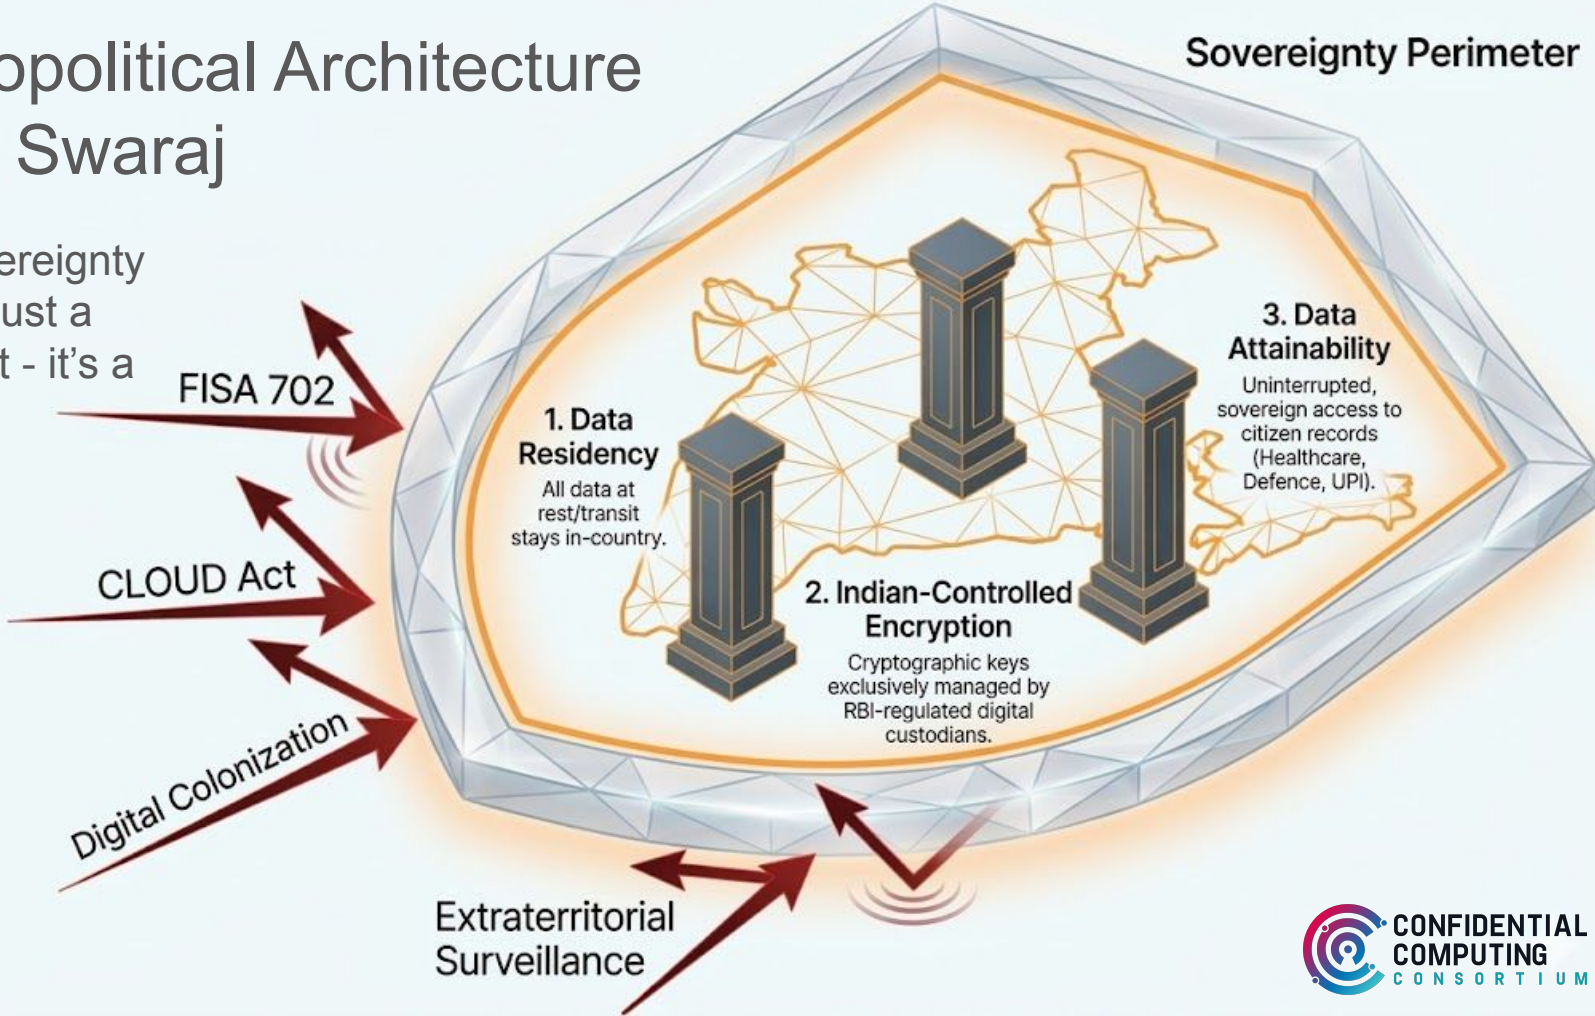 opolitical Architecture
Swaraj
ereignty
ust a
t - it's a
Sovereignty Perimeter
FISA 702
CLOUD Act
Digital Colonization
Extraterritorial
Surveillance
1. Data
Residency
All data at
rest/transit
stays in-country.
2. Indian-Controlled
Encryption
Cryptographic keys
exclusively managed by
RBI-regulated digital
custodians.
3. Data
Attainability
Uninterrupted,
sovereign access to
citizen records
(Healthcare,
Defence, UPI).
CONFIDENTIAL
COMPUTING
CONSORTIUM